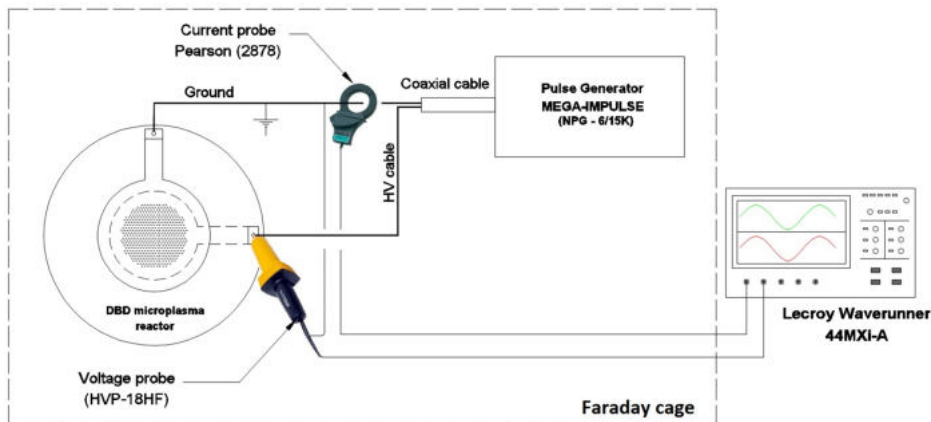 Current probe
Pearson (2878)
Ground
Coaxial cable
Pulse Generator
MEGA-IMPULSE
(NPG - 6/15K)
HV cable
DBD microplasma
reactor
Lecroy Waverunner
44MXi-A
Voltage probe
(HVP-18HF)
Faraday cage